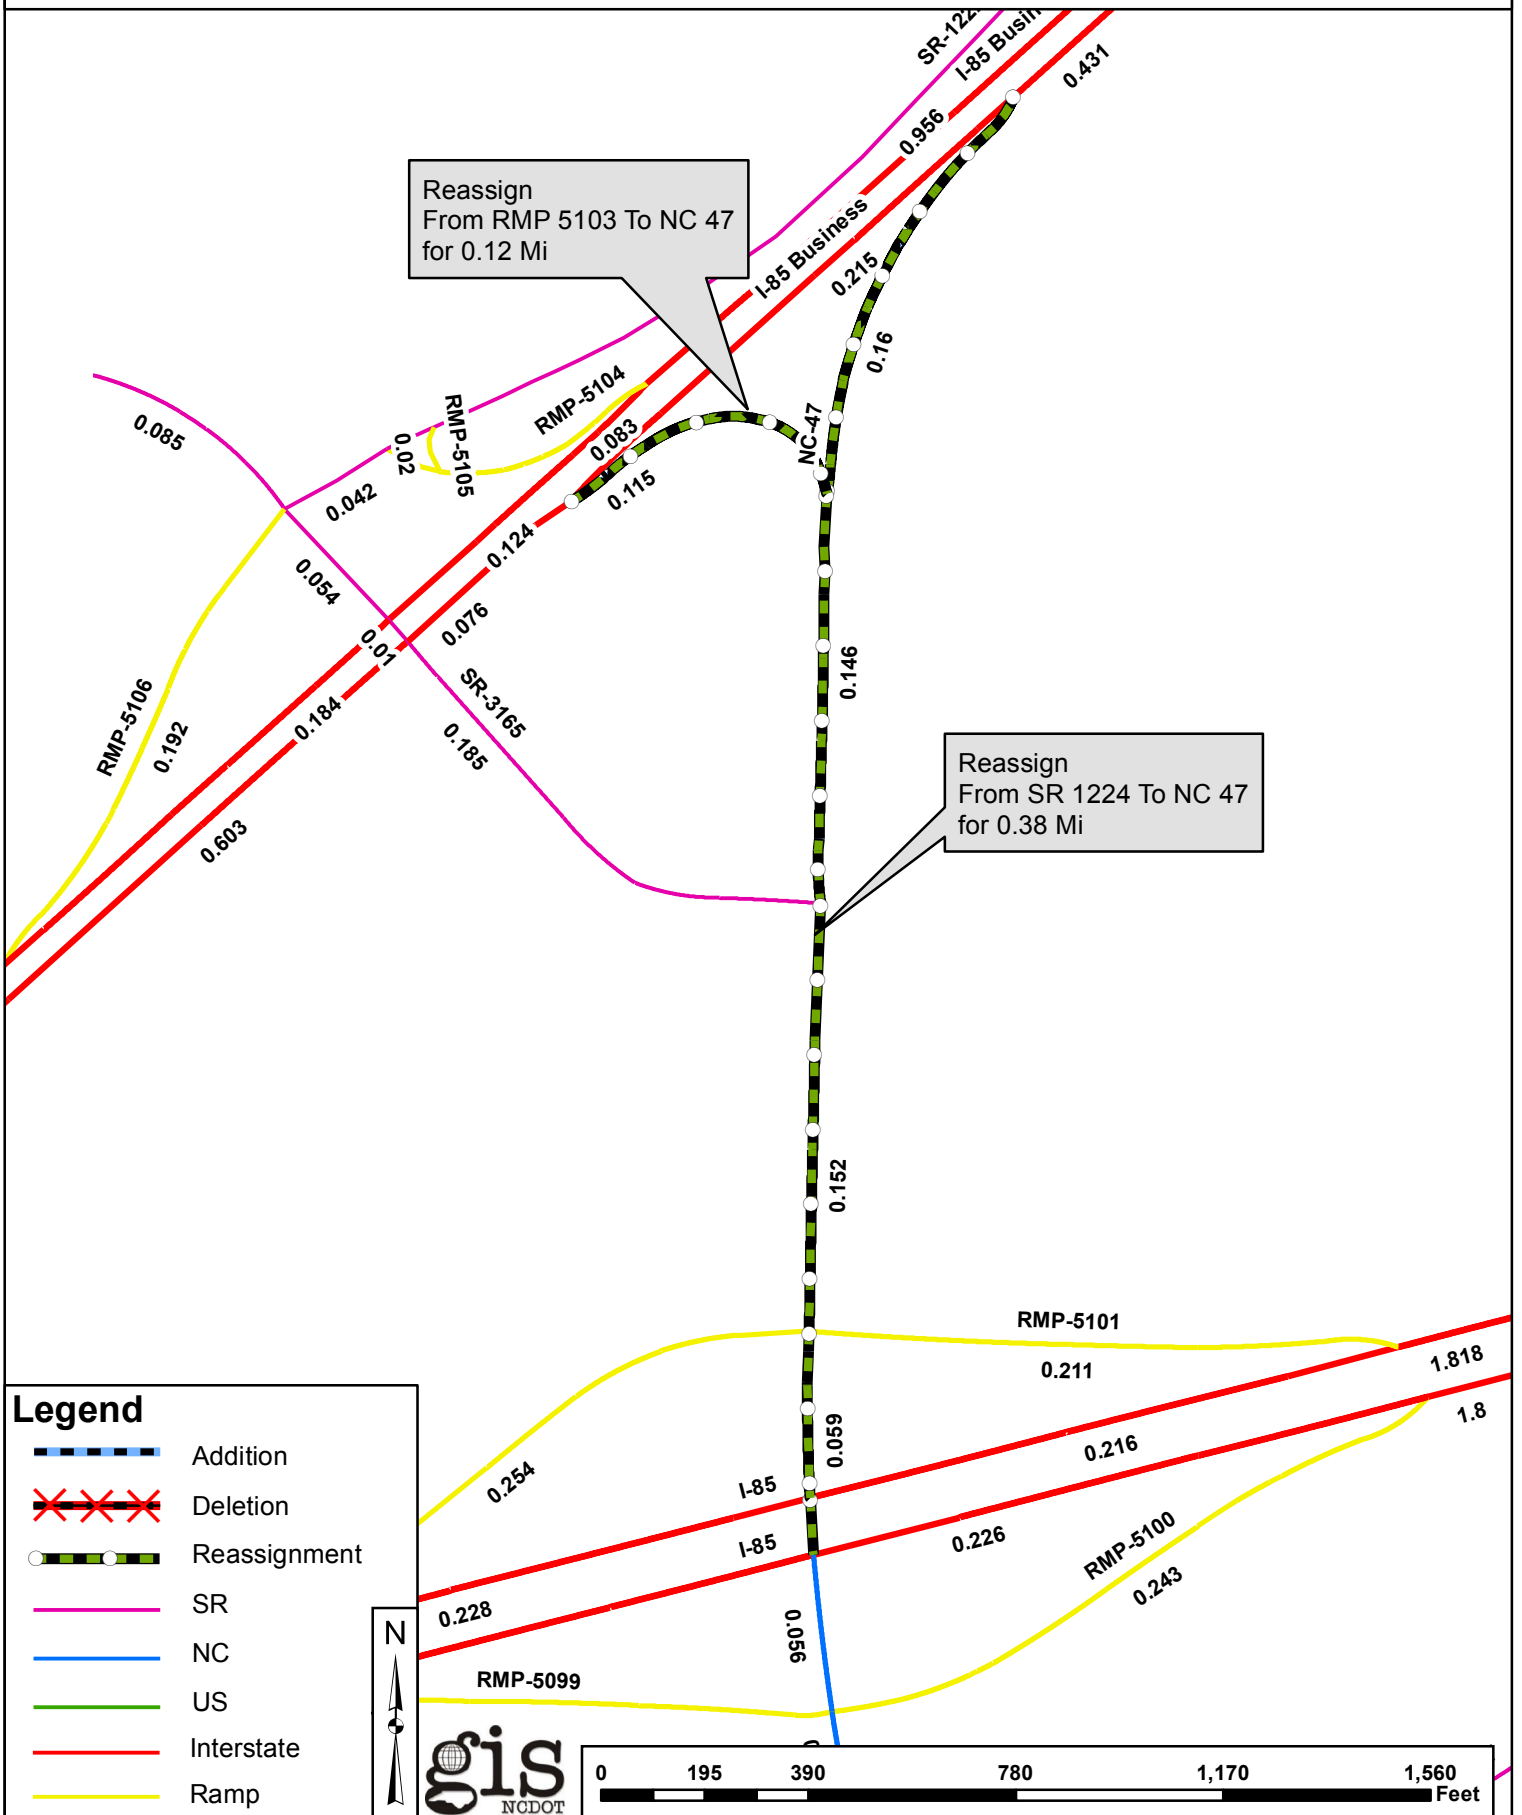 SR-122
I-85 Busin
0.431
0.956
Reassign
From RMP 5103 To NC 47
for 0.12 Mi
I-85 Business
0.215
0.16
RMP-5104
RMP-5105
0.085
0.02
0.083
NC-47
0.042
0.115
0.124
0.054
0.076
0.01
0.146
SR-3165
RMP-5106
0.184
0.192
0.185
Reassign
From SR 1224 To NC 47
for 0.38 Mi
0.603
0.152
RMP-5101
0.211
1.818
1.8
0.059
0.216
0.254
I-85
I-85
0.226
RMP-5100
0.243
0.228
0.056
RMP-5099
Legend
Addition
Deletion
Reassignment
SR
NC
US
Interstate
Ramp
N
gis
NCDOT
0 195 390 780 1,170 1,560
Feet